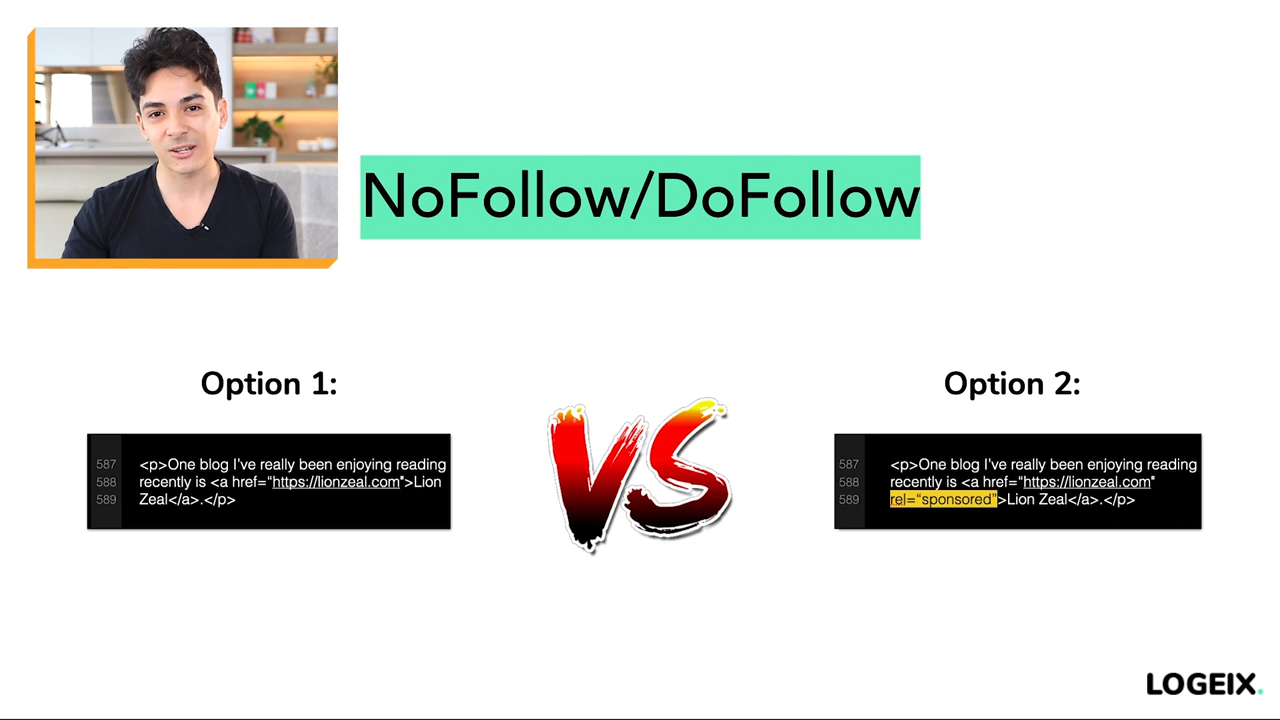 NoFollow/DoFollow
Option 1:
587 <p>One blog I've really been enjoying reading
588 recently is <a href=“https://lionzeal.com”>Lion
589 Zeal</a>.</p>
VS
Option 2:
587 <p>One blog I've really been enjoying reading
588 recently is <a href=“https://lionzeal.com"
589 rel=“sponsored”>Lion Zeal</a>.</p>
LOGEIX.